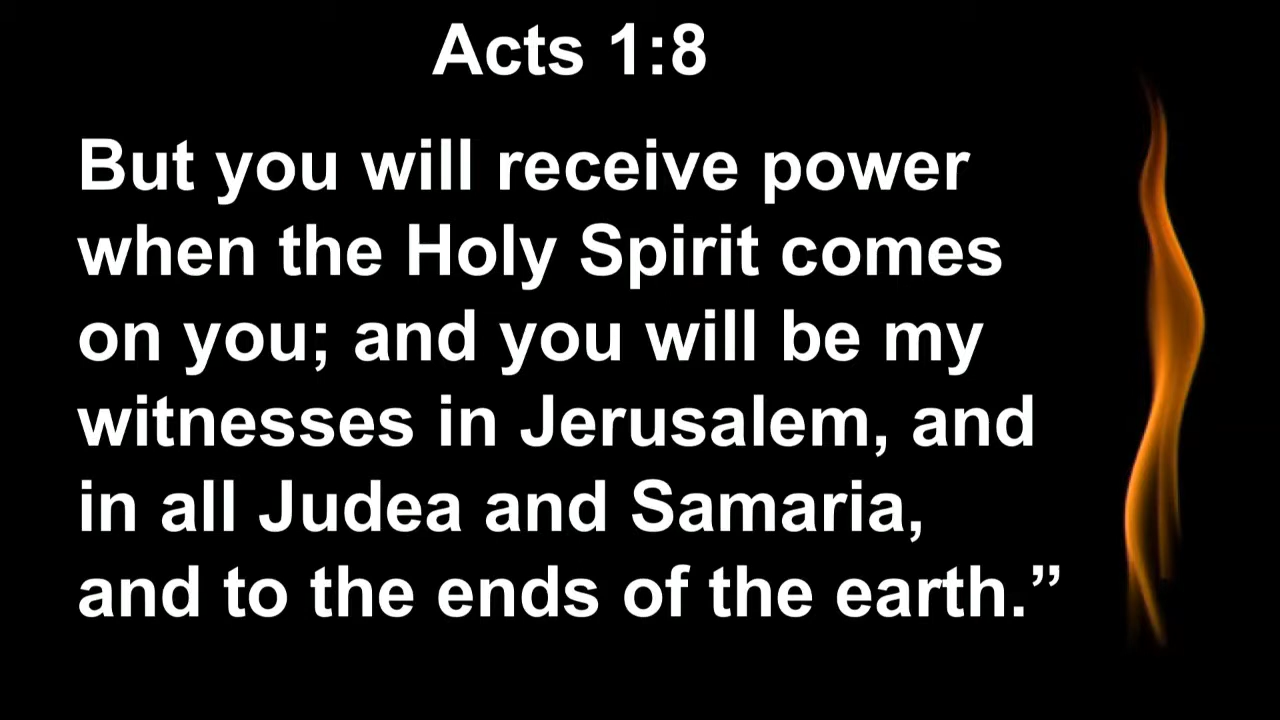 Acts 1:8
But you will receive power
when the Holy Spirit comes
on you; and you will be my
witnesses in Jerusalem, and
in all Judea and Samaria,
and to the ends of the earth.”